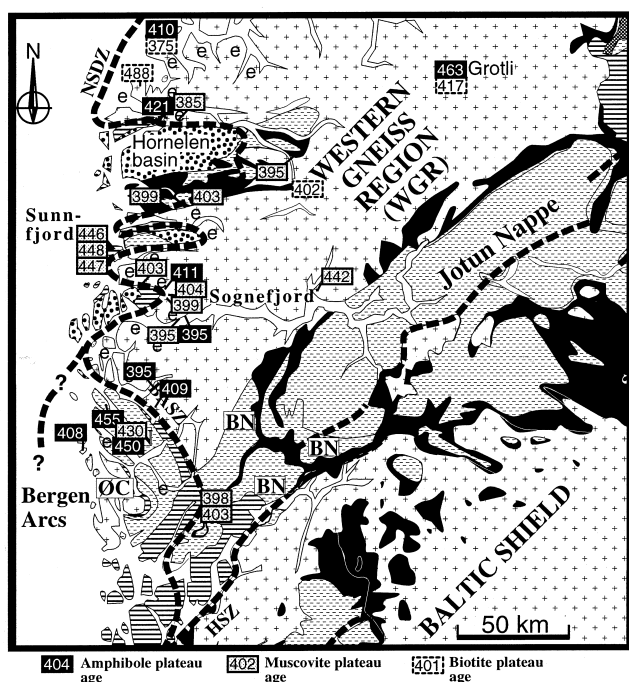 N
NSDZ
410
375
488
421
385
463 Grotli
417
Hornelen
basin
WESTERN
GNEISS
REGION
(WGR)
395
402
399
403
Sunn-
fjord
446
448
447
403
411
404
399
Sognefjord
442
Jotun Nappe
395
395
395
409
?
?
408
455
430
450
Bergen
Arcs
ØC
BN
BN
BN
398
403
HSZ
BALTIC SHIELD
50 km
e
e
e
e
e
e
e
e
e
e
e
e
e
e
404 Amphibole plateau
age
402 Muscovite plateau
age
401 Biotite plateau
age